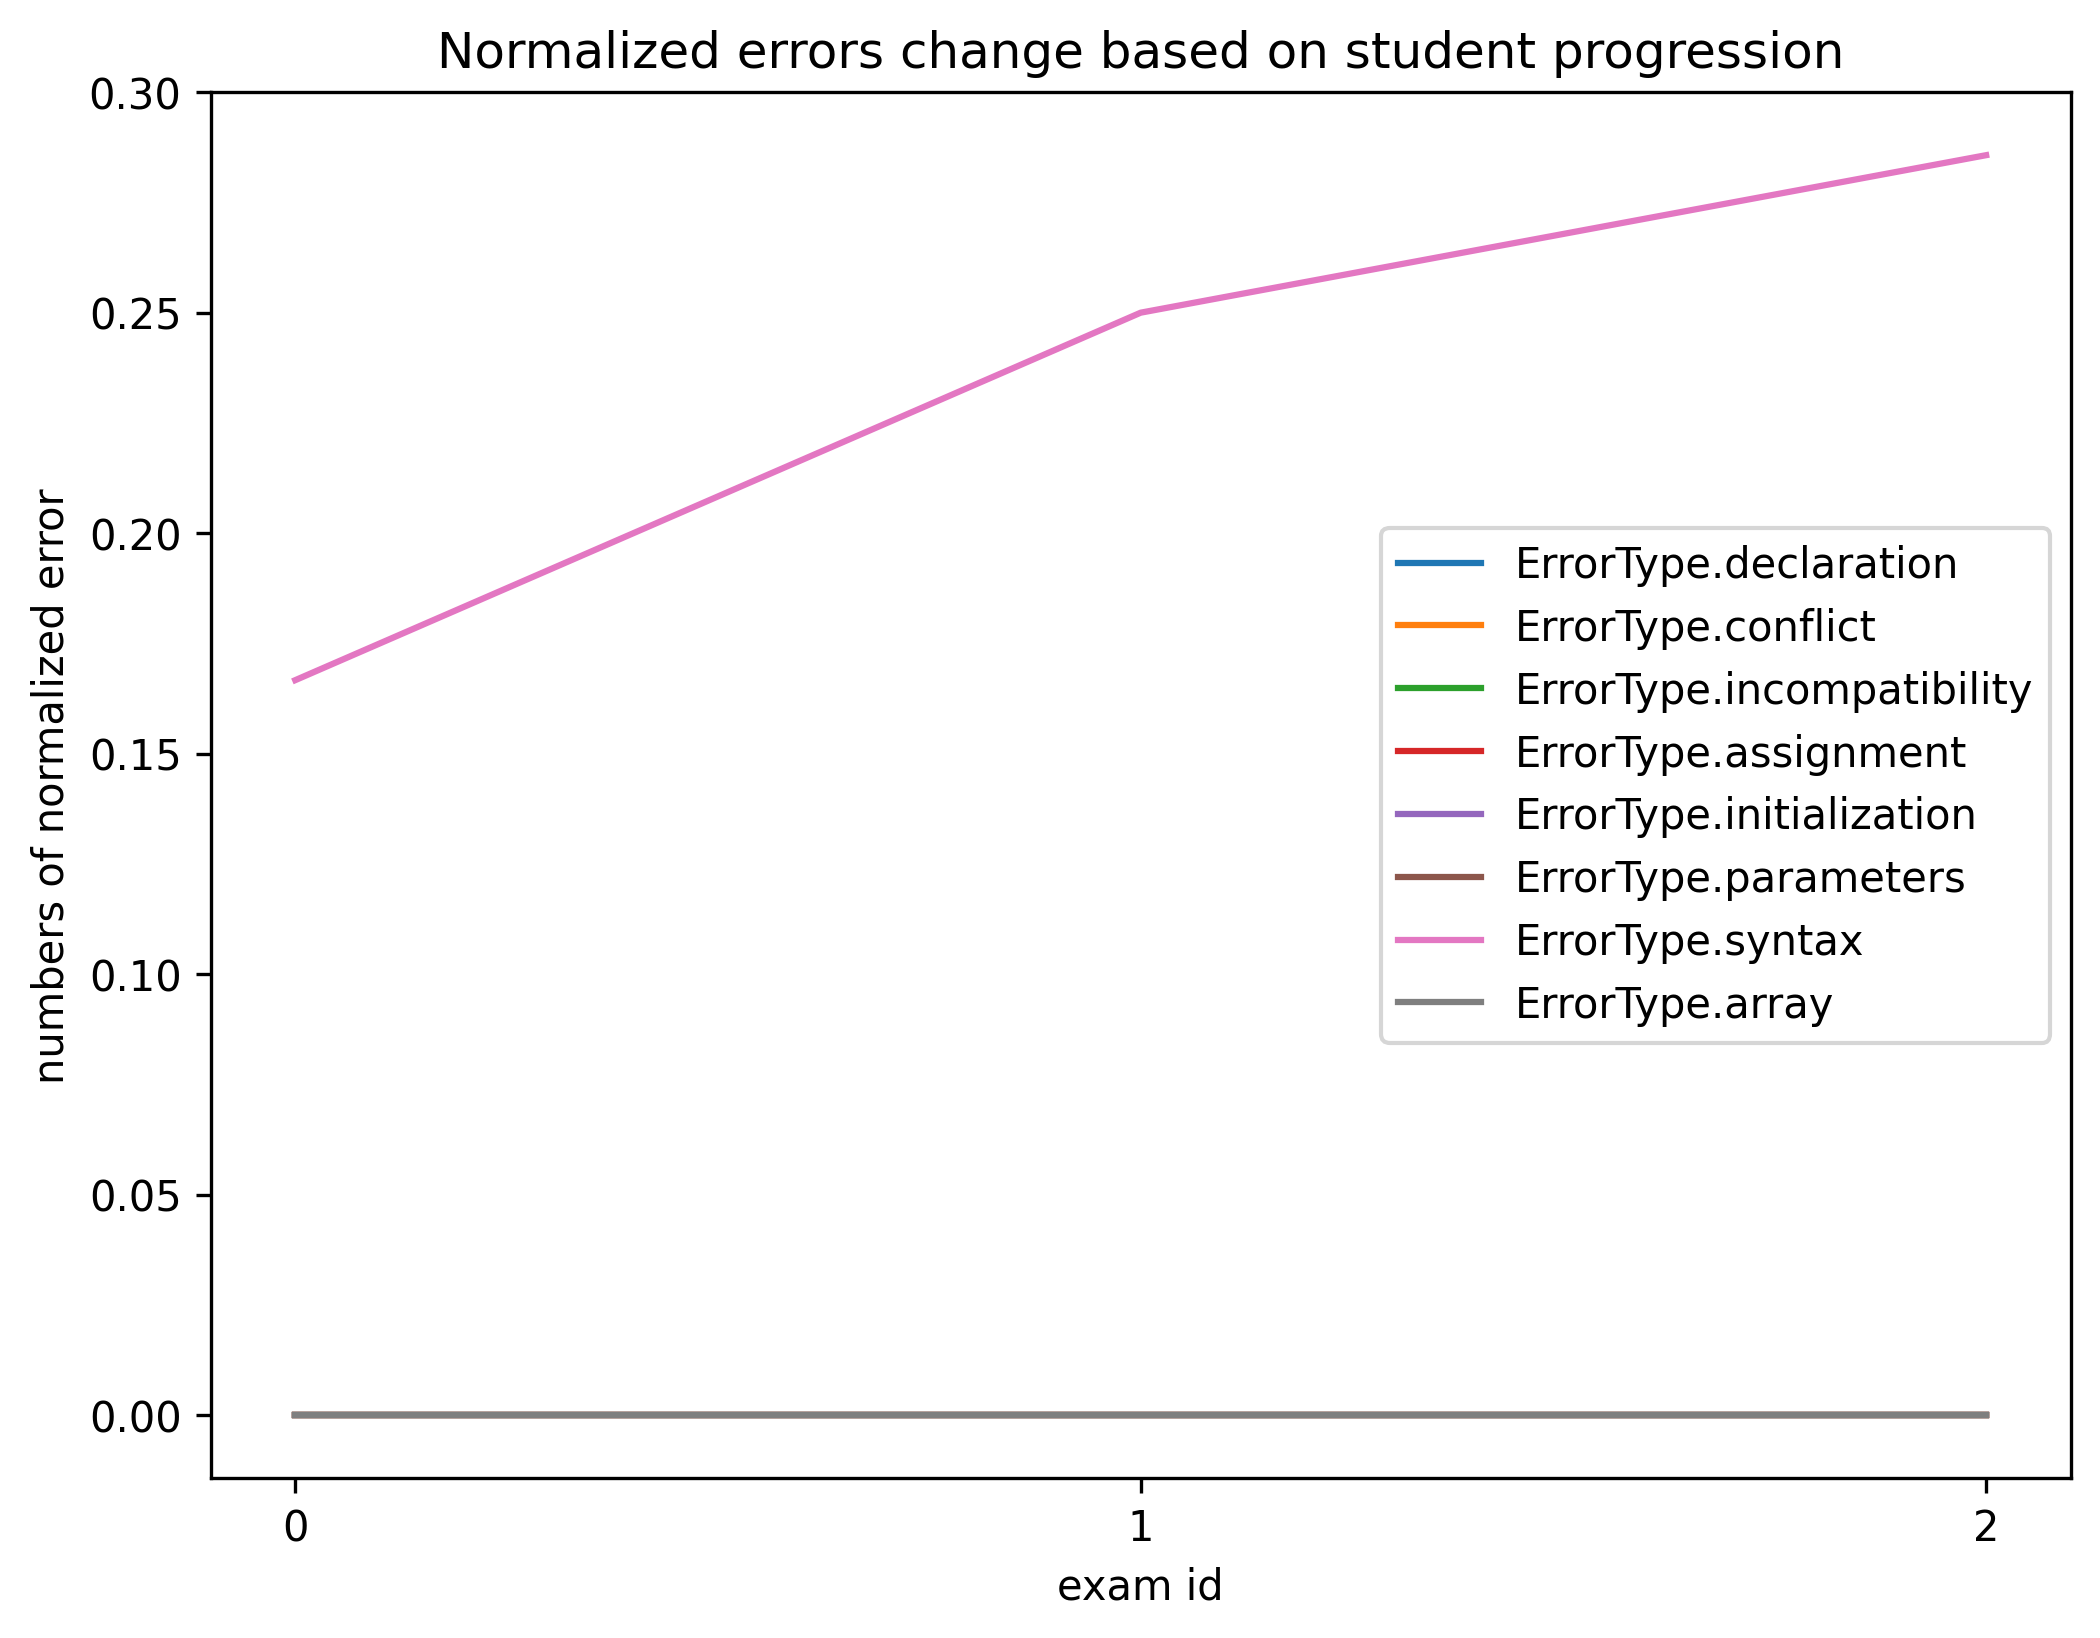 Normalized errors change based on student progression
0.30
0.25
0.20
0.15
0.10
0.05
0.00
numbers of normalized error
ErrorType.declaration
ErrorType.conflict
ErrorType.incompatibility
ErrorType.assignment
ErrorType.initialization
ErrorType.parameters
ErrorType.syntax
ErrorType.array
0 1 2
exam id